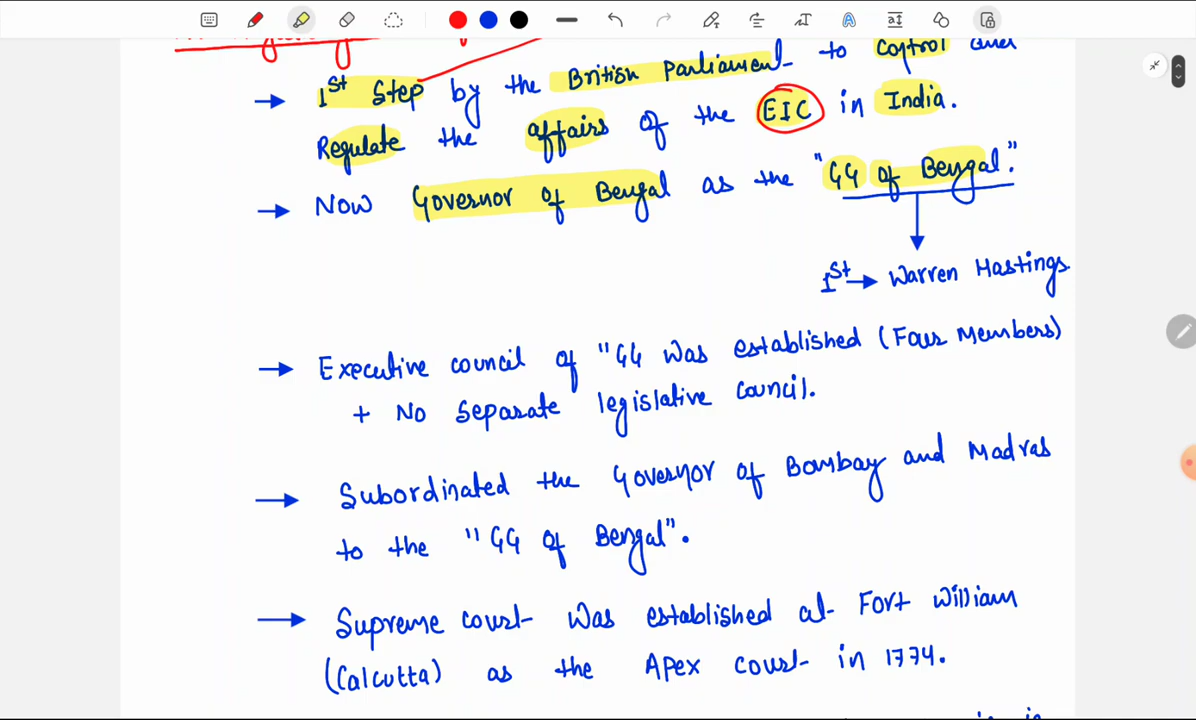 → 1st Step by the British Parliament to Control and
Regulate the affairs of the EIC in India.
→ Now Governor of Bengal as the "GG of Bengal."
1st → Warren Hastings
→ Executive council of "GG was established (Four Members)
+ No separate legislative council.
→ Subordinated the Governor of Bombay and Madras
to the "GG of Bengal".
→ Supreme court was established at Fort William
(Calcutta) as the Apex court in 1774.